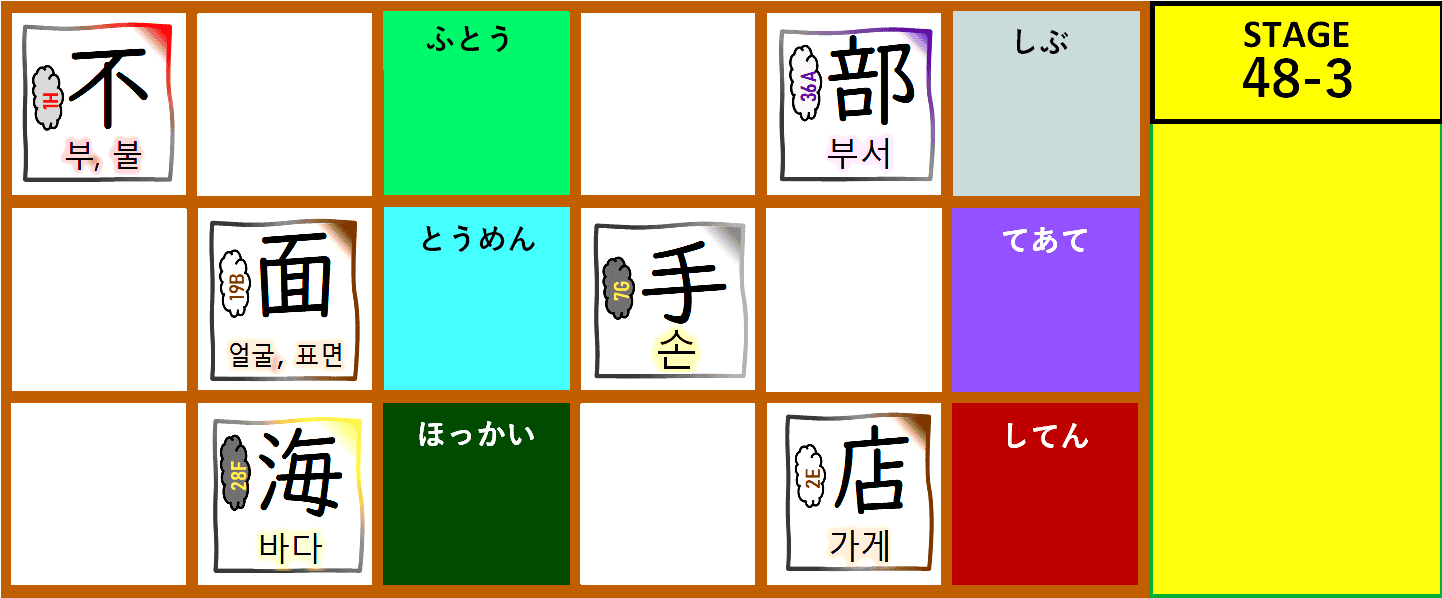 不
1H
부, 불
ふとう
部
36A
부서
しぶ
STAGE
48-3
面
19B
얼굴, 표면
とうめん
手
7G
손
てあて
海
28F
바다
ほっかい
店
2E
가게
してん